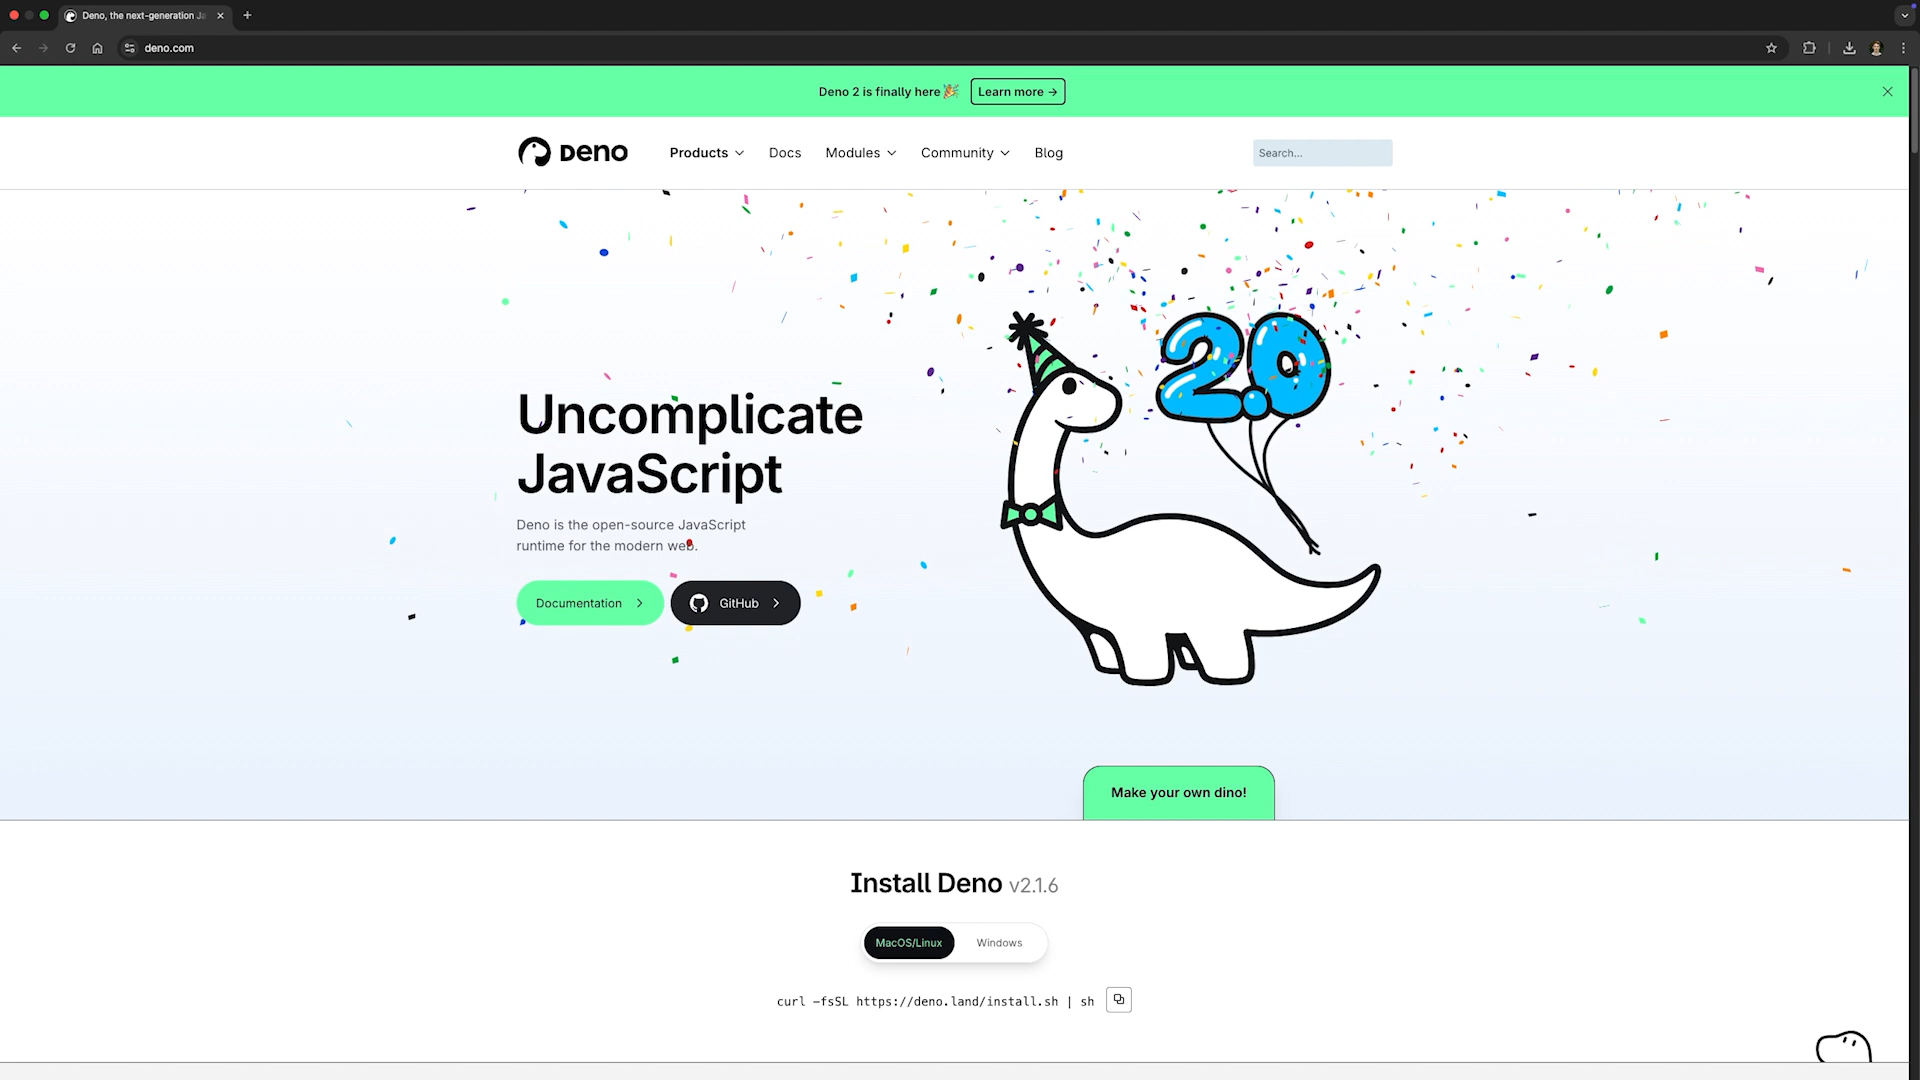 Deno, the next-generation Ja
deno.com
Deno 2 is finally here
Learn more →
DENO
Products
Docs
Modules
Community
Blog
Search...
2.0
Uncomplicate
JavaScript
Deno is the open-source JavaScript
runtime for the modern web.
Documentation
GitHub
Make your own dino!
Install Deno v2.1.6
MacOS/Linux
Windows
curl -fsSL https://deno.land/install.sh | sh